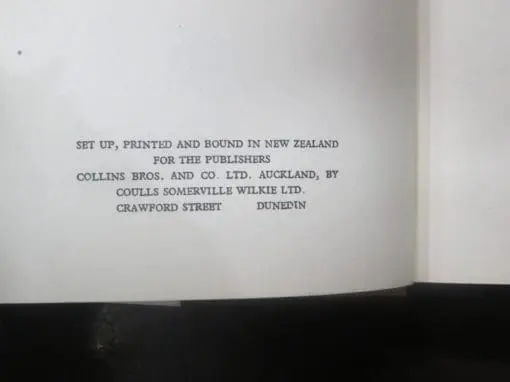 SET UP, PRINTED AND BOUND IN NEW ZEALAND
FOR THE PUBLISHERS
COLLINS BROS. AND CO. LTD. AUCKLAND, BY
COULLS SOMERVILLE WILKIE LTD.
CRAWFORD STREET DUNEDIN